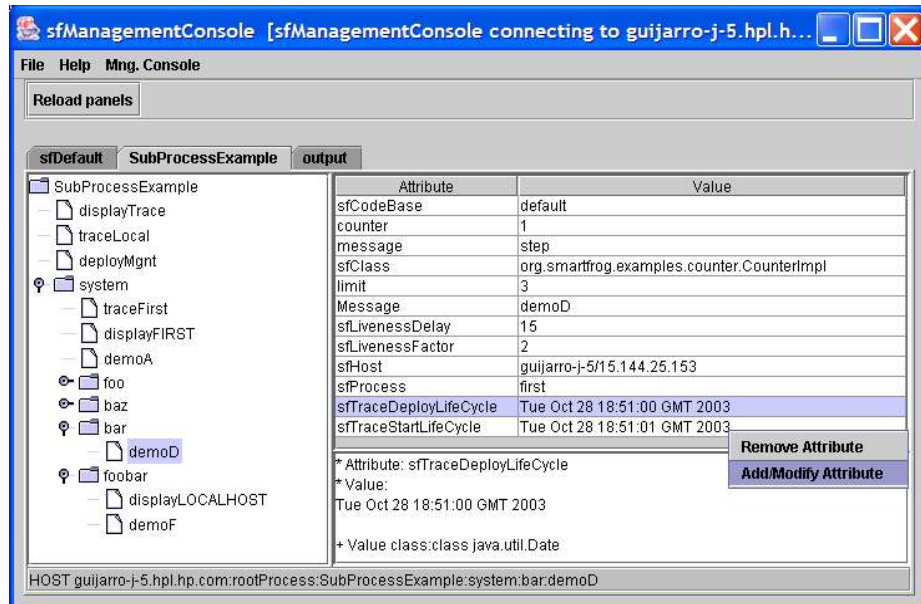 sfManagementConsole [sfManagementConsole connecting to guijarro-j-5.hpl.h...
File Help Mng. Console
Reload panels
sfDefault SubProcessExample output
SubProcessExample
displayTrace
traceLocal
deployMgnt
system
traceFirst
displayFIRST
demoA
foo
baz
bar
demoD
foobar
displayLOCALHOST
demoF
Attribute Value
sfCodeBase default
counter 1
message step
sfClass org.smartfrog.examples.counter.CounterImpl
limit 3
Message demoD
sfLivenessDelay 15
sfLivenessFactor 2
sfHost guijarro-j-5/15.144.25.153
sfProcess first
sfTraceDeployLifeCycle Tue Oct 28 18:51:00 GMT 2003
sfTraceStartLifeCycle Tue Oct 28 18:51:01 GMT 2003
Remove Attribute
Add/Modify Attribute
* Attribute: sfTraceDeployLifeCycle
* Value:
Tue Oct 28 18:51:00 GMT 2003
+ Value class:class java.util.Date
HOST guijarro-j-5.hpl.hp.com:rootProcess:SubProcessExample:system:bar:demoD